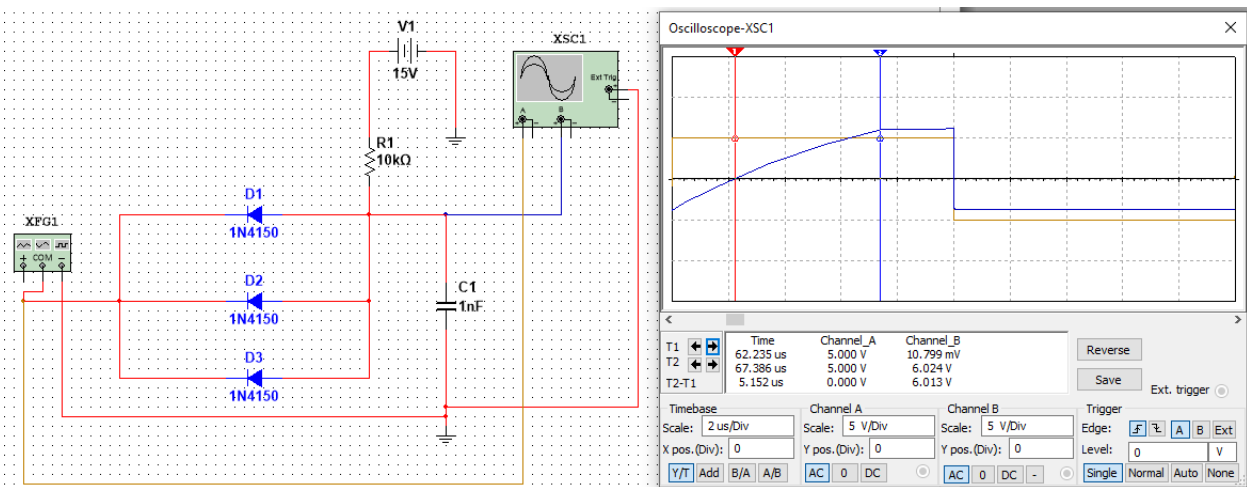 V1
15V
XSC1
Ext Trig
+
-
A
B
+ -
+ -
R1
10kΩ
D1
1N4150
XFG1
+ COM -
D2
1N4150
C1
1nF
D3
1N4150
Oscilloscope-XSC1
1
2
Time Channel_A Channel_B
T1 62.235 us 5.000 V 10.799 mV
T2 67.386 us 5.000 V 6.024 V
T2-T1 5.152 us 0.000 V 6.013 V
Reverse
Save
Ext. trigger
Timebase Channel A Channel B Trigger
Scale: 2 us/Div Scale: 5 V/Div Scale: 5 V/Div Edge: A B Ext
X pos.(Div): 0 Y pos.(Div): 0 Y pos.(Div): 0 Level: 0 V
Y/T Add B/A A/B AC 0 DC AC 0 DC - Single Normal Auto None